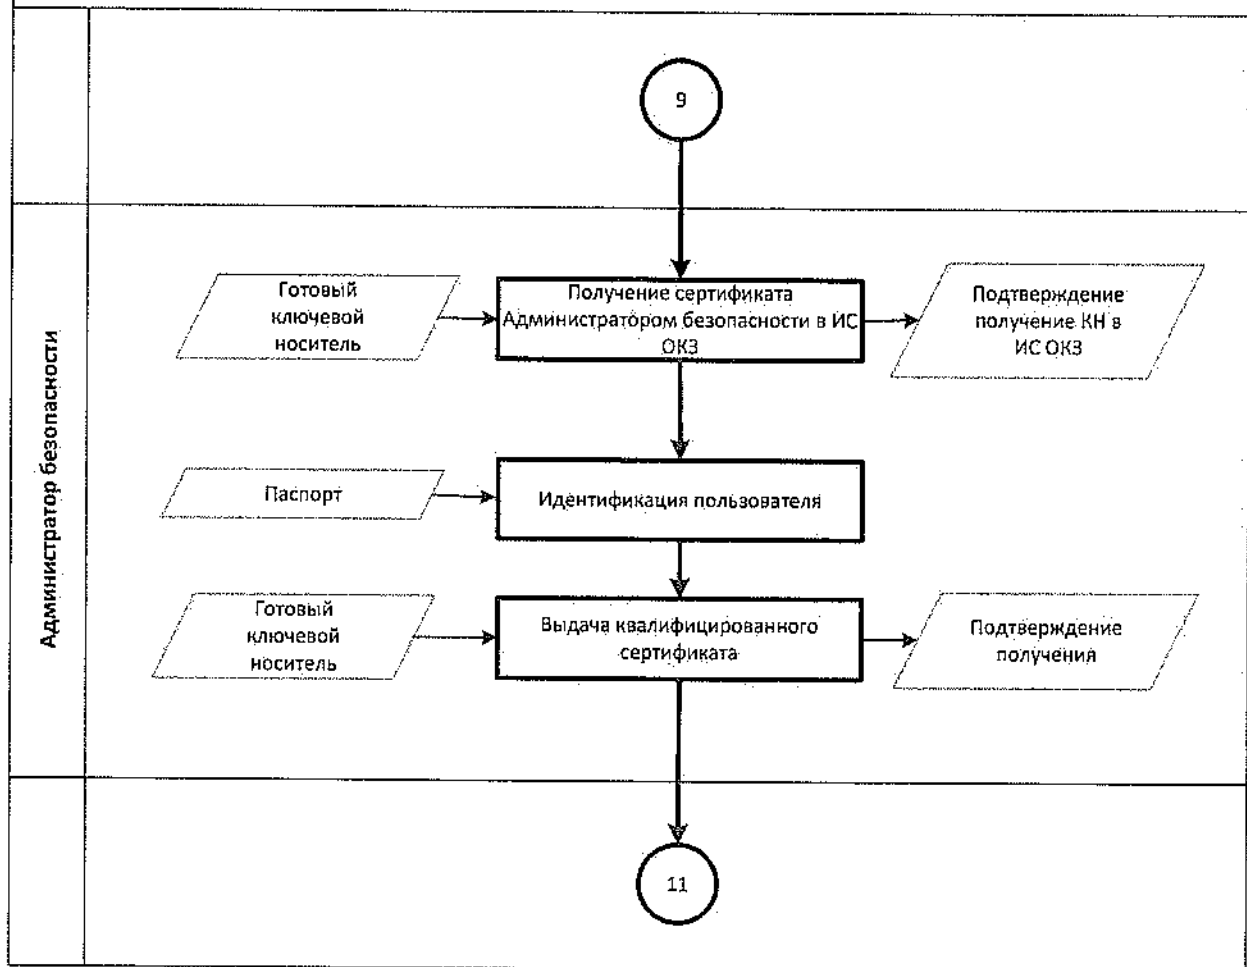 9
Готовый
ключевой
носитель
Получение сертификата
Администратором безопасности в ИС
ОКЗ
Подтверждение
получение КН в
ИС ОКЗ
Администратор безопасности
Паспорт
Идентификация пользователя
Готовый
ключевой
носитель
Выдача квалифицированного
сертификата
Подтверждение
получения
11